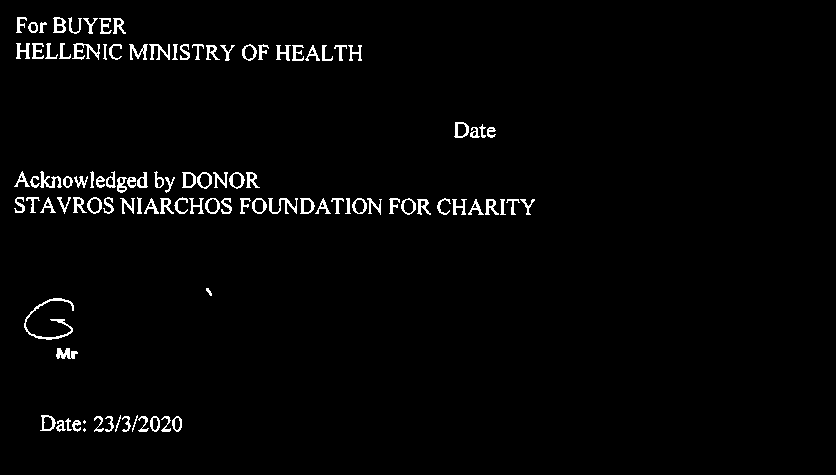 For BUYER
HELLENIC MINISTRY OF HEALTH
Date
Acknowledged by DONOR
STAVROS NIARCHOS FOUNDATION FOR CHARITY
G
Mr
Date: 23/3/2020